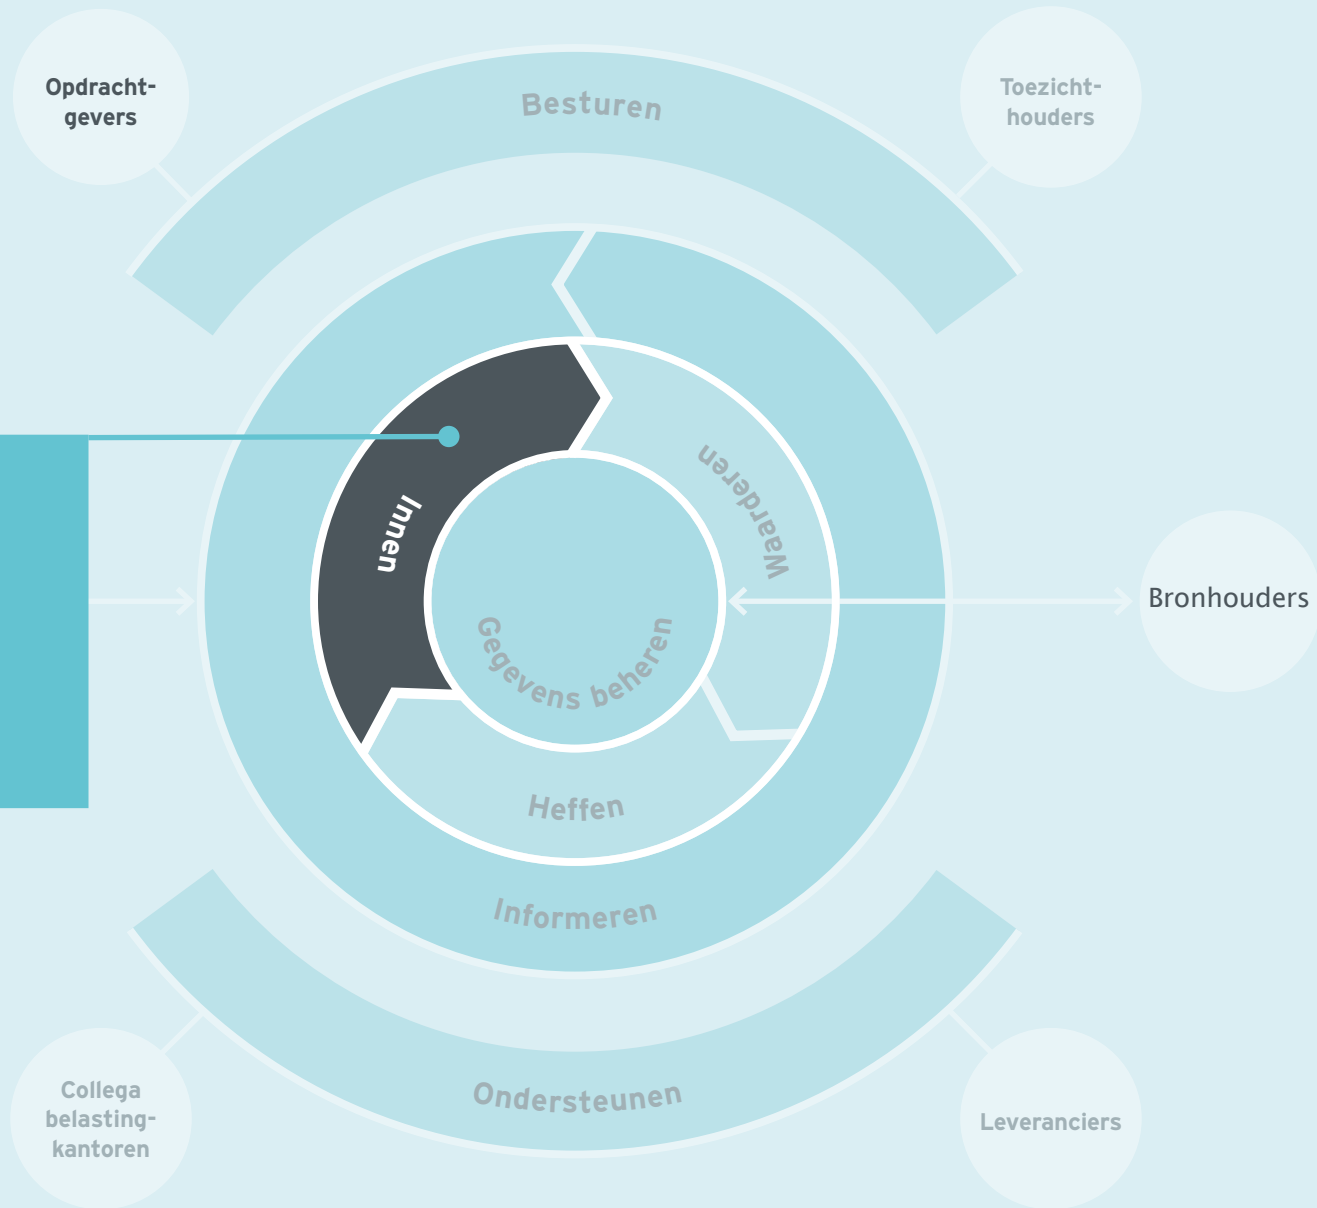 Opdracht-
gevers
Besturen
Toezicht-
houders
Waarderen
Innen
Bronhouders
Gegevens beheren
Heffen
Informeren
Ondersteunen
Collega
belasting-
kantoren
Leveranciers